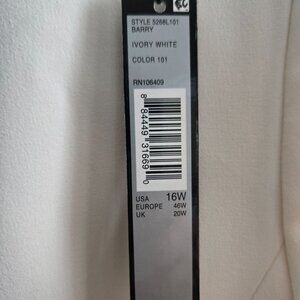 STYLE 5268L101
BARRY
IVORY WHITE
COLOR 101
RN106409
8 84449 31669 0
USA 16W
EUROPE 46W
UK 20W